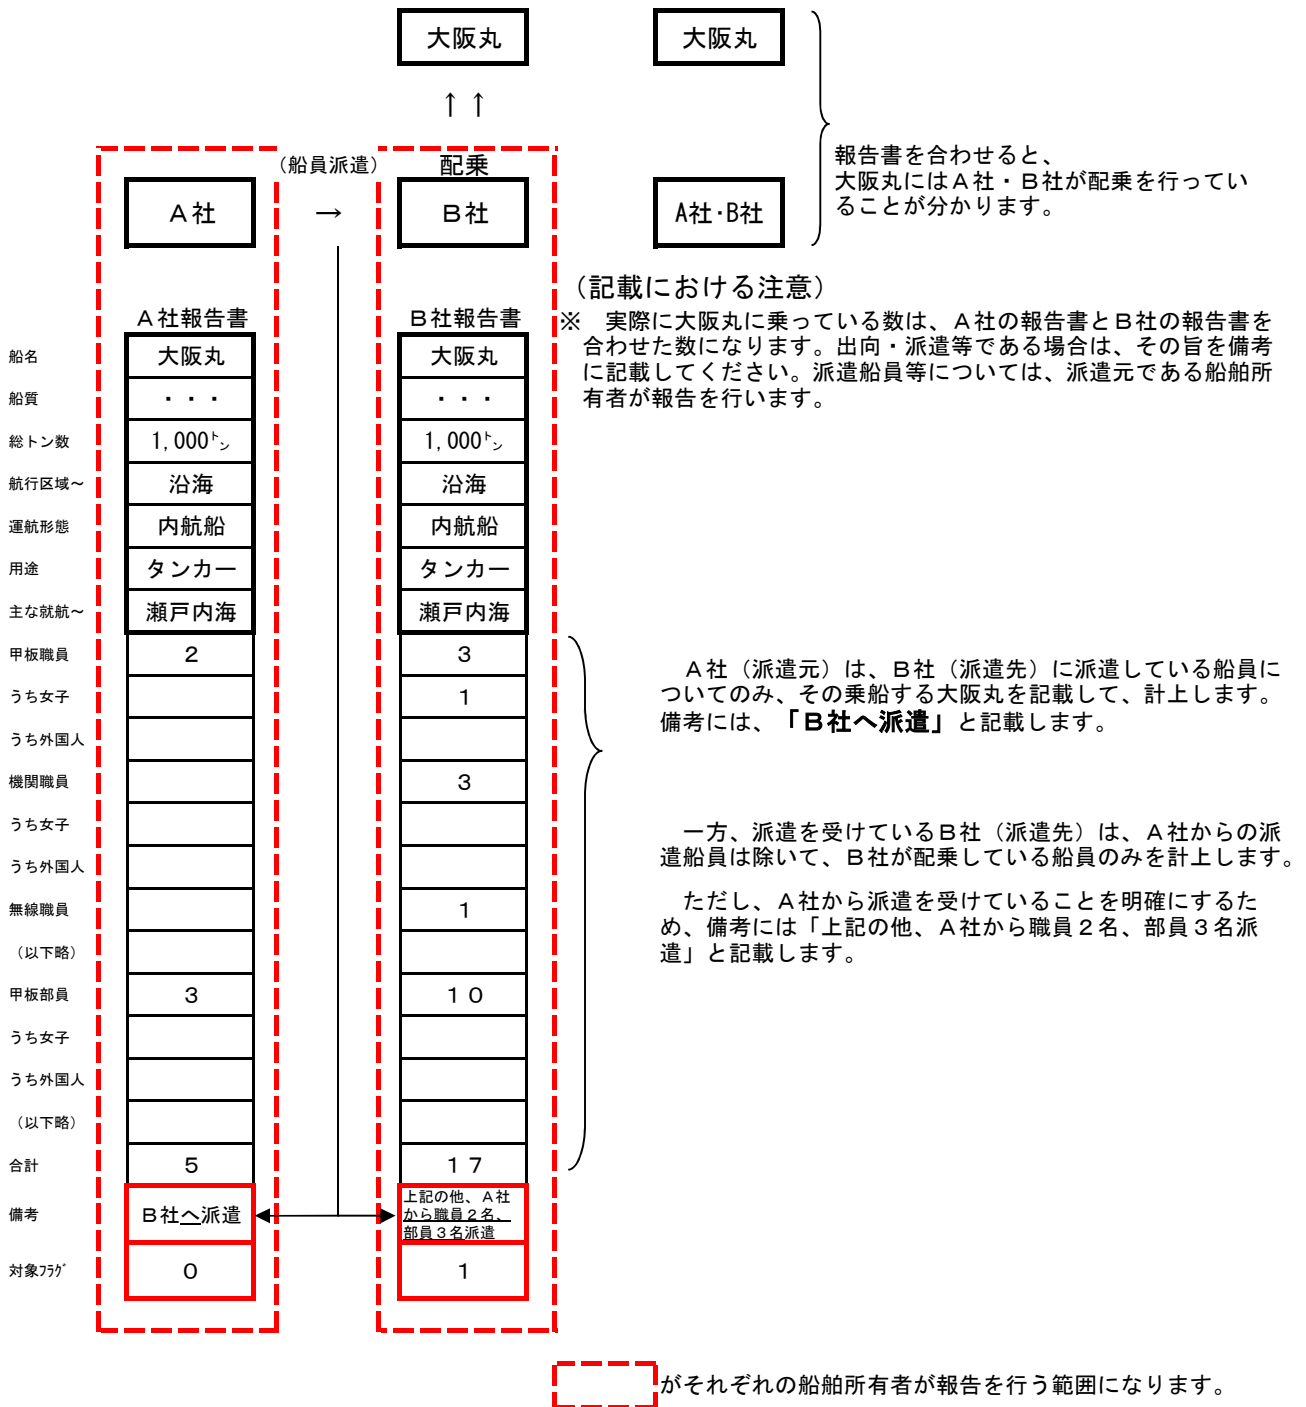 大阪丸 大阪丸
↑ ↑
（船員派遣） 配乗
Ａ社 → Ｂ社 A社・B社
報告書を合わせると、
大阪丸にはＡ社・Ｂ社が配乗を行ってい
ることが分かります。
（記載における注意）
※　実際に大阪丸に乗っている数は、Ａ社の報告書とＢ社の報告書を
合わせた数になります。出向・派遣等である場合は、その旨を備考
に記載してください。派遣船員等については、派遣元である船舶所
有者が報告を行います。
Ａ社報告書 Ｂ社報告書
船名 大阪丸 大阪丸
船質 ・・・ ・・・
総トン数 1,000㌧ 1,000㌧
航行区域～ 沿海 沿海
運航形態 内航船 内航船
用途 タンカー タンカー
主な就航～ 瀬戸内海 瀬戸内海
甲板職員 ２ ３
うち女子 １
うち外国人
機関職員 ３
うち女子
うち外国人
無線職員 １
（以下略）
甲板部員 ３ １０
うち女子
うち外国人
（以下略）
合計 ５ １７
備考 Ｂ社へ派遣 上記の他、Ａ社
から職員２名、
部員３名派遣
対象ﾌﾗｸﾞ ０ １
Ａ社（派遣元）は、Ｂ社（派遣先）に派遣している船員に
ついてのみ、その乗船する大阪丸を記載して、計上します。
備考には、「Ｂ社へ派遣」と記載します。
一方、派遣を受けているＢ社（派遣先）は、Ａ社からの派
遣船員は除いて、Ｂ社が配乗している船員のみを計上します。
ただし、Ａ社から派遣を受けていることを明確にするた
め、備考には「上記の他、Ａ社から職員２名、部員３名派
遣」と記載します。
がそれぞれの船舶所有者が報告を行う範囲になります。